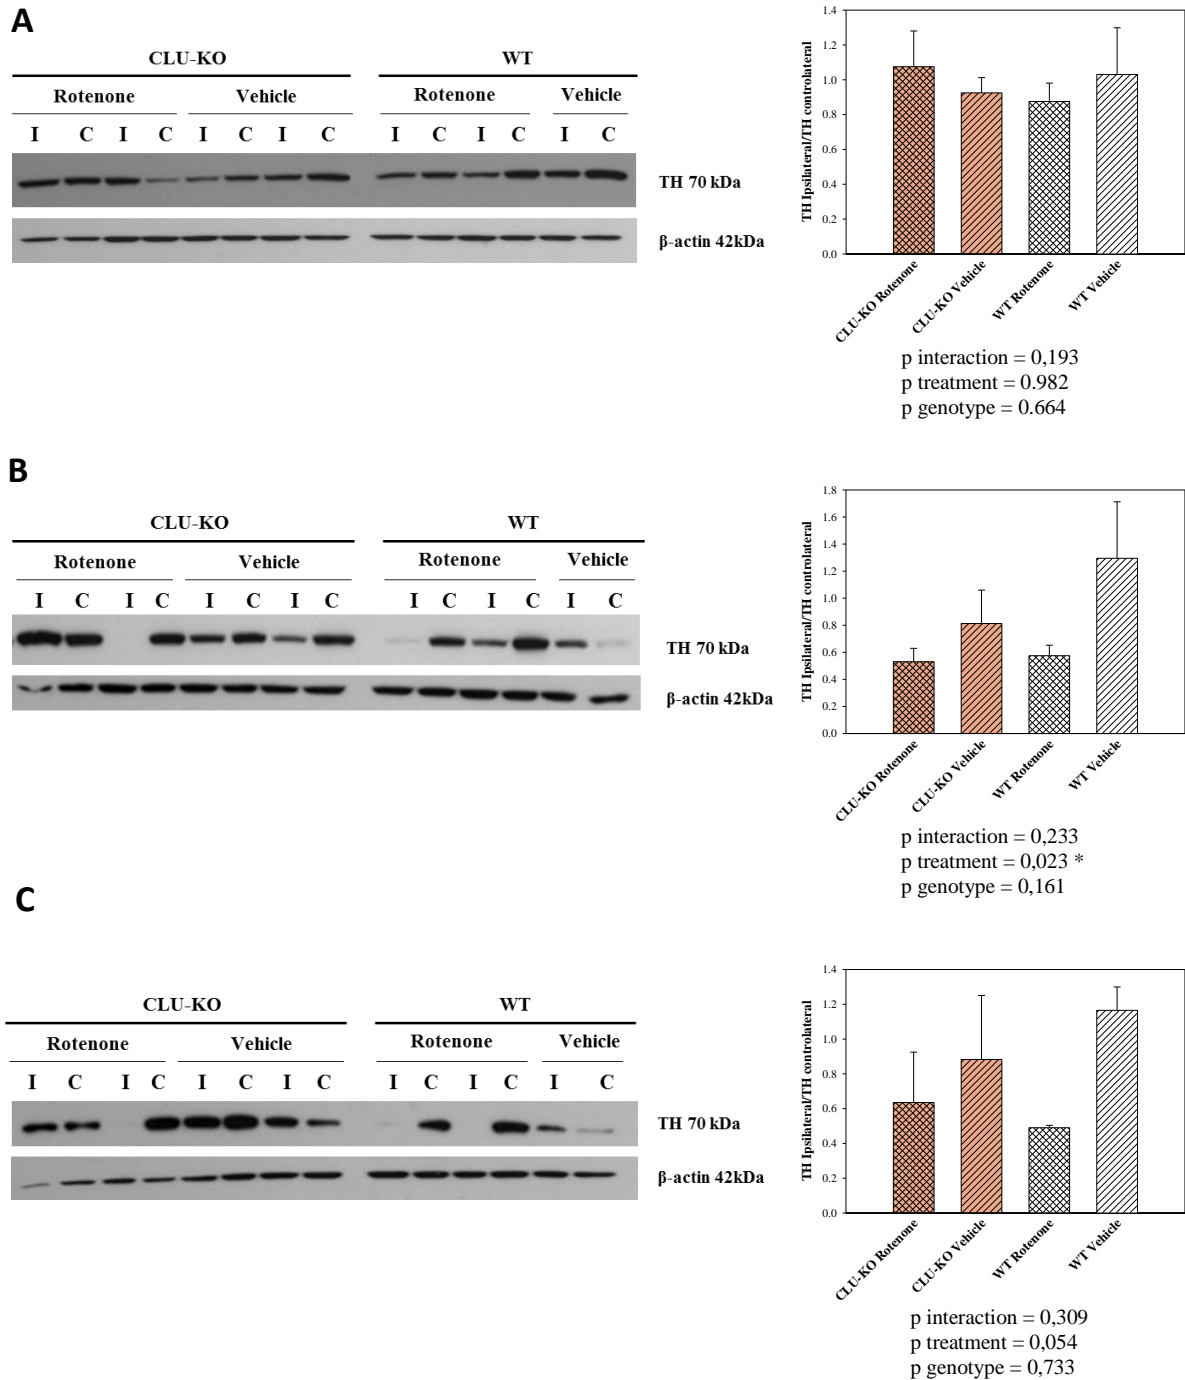 A
CLU-KO WT
Rotenone Vehicle Rotenone Vehicle
I C I C I C I C I C I C I C
TH 70 kDa
β-actin 42kDa
TH Ipsilateral/TH controlateral
1.4
1.2
1.0
0.8
0.6
0.4
0.2
0.0
CLU-KO Rotenone
CLU-KO Vehicle
WT Rotenone
WT Vehicle
p interaction = 0,193
p treatment = 0.982
p genotype = 0.664
B
CLU-KO WT
Rotenone Vehicle Rotenone Vehicle
I C I C I C I C I C I C I C
TH 70 kDa
β-actin 42kDa
TH Ipsilateral/TH controlateral
1.8
1.6
1.4
1.2
1.0
0.8
0.6
0.4
0.2
0.0
CLU-KO Rotenone
CLU-KO Vehicle
WT Rotenone
WT Vehicle
p interaction = 0,233
p treatment = 0,023 *
p genotype = 0,161
C
CLU-KO WT
Rotenone Vehicle Rotenone Vehicle
I C I C I C I C I C I C I C
TH 70 kDa
β-actin 42kDa
TH Ipsilateral/TH controlateral
1.4
1.2
1.0
0.8
0.6
0.4
0.2
0.0
CLU-KO Rotenone
CLU-KO Vehicle
WT Rotenone
WT Vehicle
p interaction = 0,309
p treatment = 0,054
p genotype = 0,733